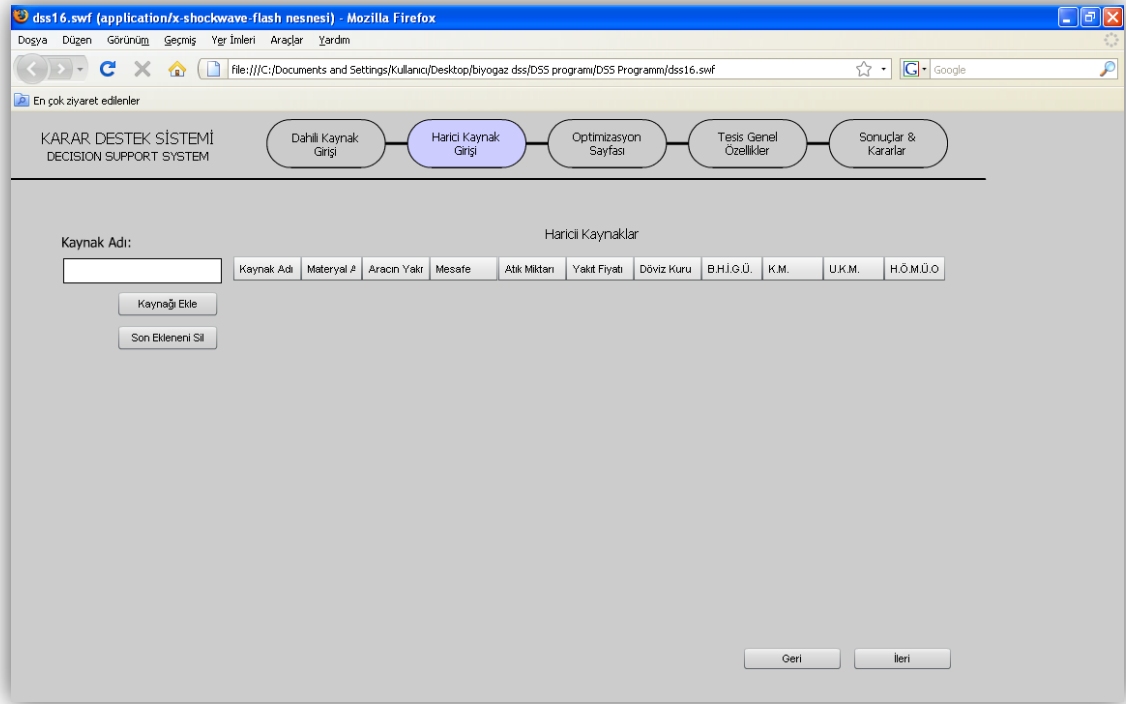 dss16.swf (application/x-shockwave-flash nesnesi) - Mozilla Firefox
Dosya Düzen Görünüm Geçmiş Yer İmleri Araçlar Yardım
file:///C:/Documents and Settings/Kullanıcı/Desktop/biyogaz dss/DSS programı/DSS Programm/dss16.swf
G Google
En çok ziyaret edilenler
KARAR DESTEK SİSTEMİ
DECISION SUPPORT SYSTEM
Dahili Kaynak
Girişi
Harici Kaynak
Girişi
Optimizasyon
Sayfası
Tesis Genel
Özellikler
Sonuçlar &
Kararlar
Kaynak Adı:
Haricii Kaynaklar
Kaynak Adı Materyal A Aracın Yakı Mesafe Atık Miktarı Yakıt Fiyatı Döviz Kuru B.H.İ.G.Ü. K.M. U.K.M. H.Ö.M.Ü.O
Kaynağı Ekle
Son Ekleneni Sil
Geri İleri